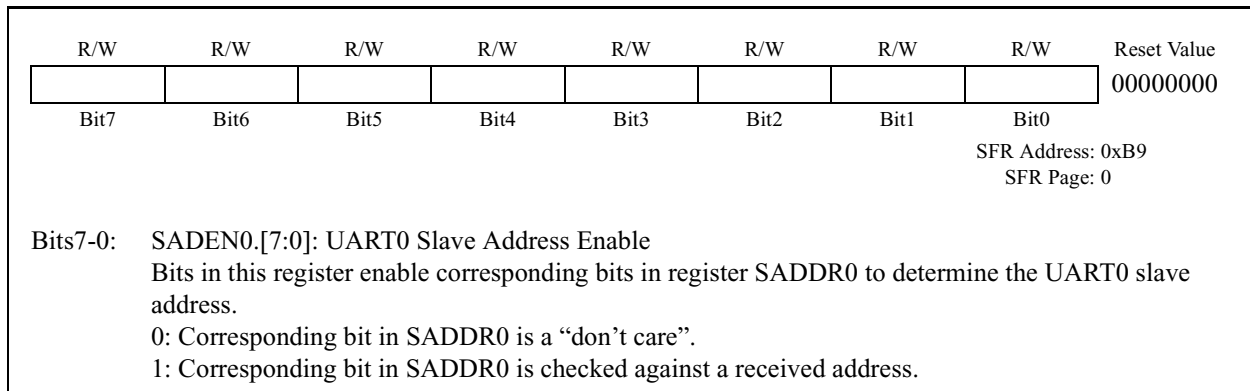 R/W R/W R/W R/W R/W R/W R/W R/W Reset Value
00000000
Bit7 Bit6 Bit5 Bit4 Bit3 Bit2 Bit1 Bit0
SFR Address: 0xB9
SFR Page: 0
Bits7-0: SADEN0.[7:0]: UART0 Slave Address Enable
Bits in this register enable corresponding bits in register SADDR0 to determine the UART0 slave
address.
0: Corresponding bit in SADDR0 is a “don’t care”.
1: Corresponding bit in SADDR0 is checked against a received address.